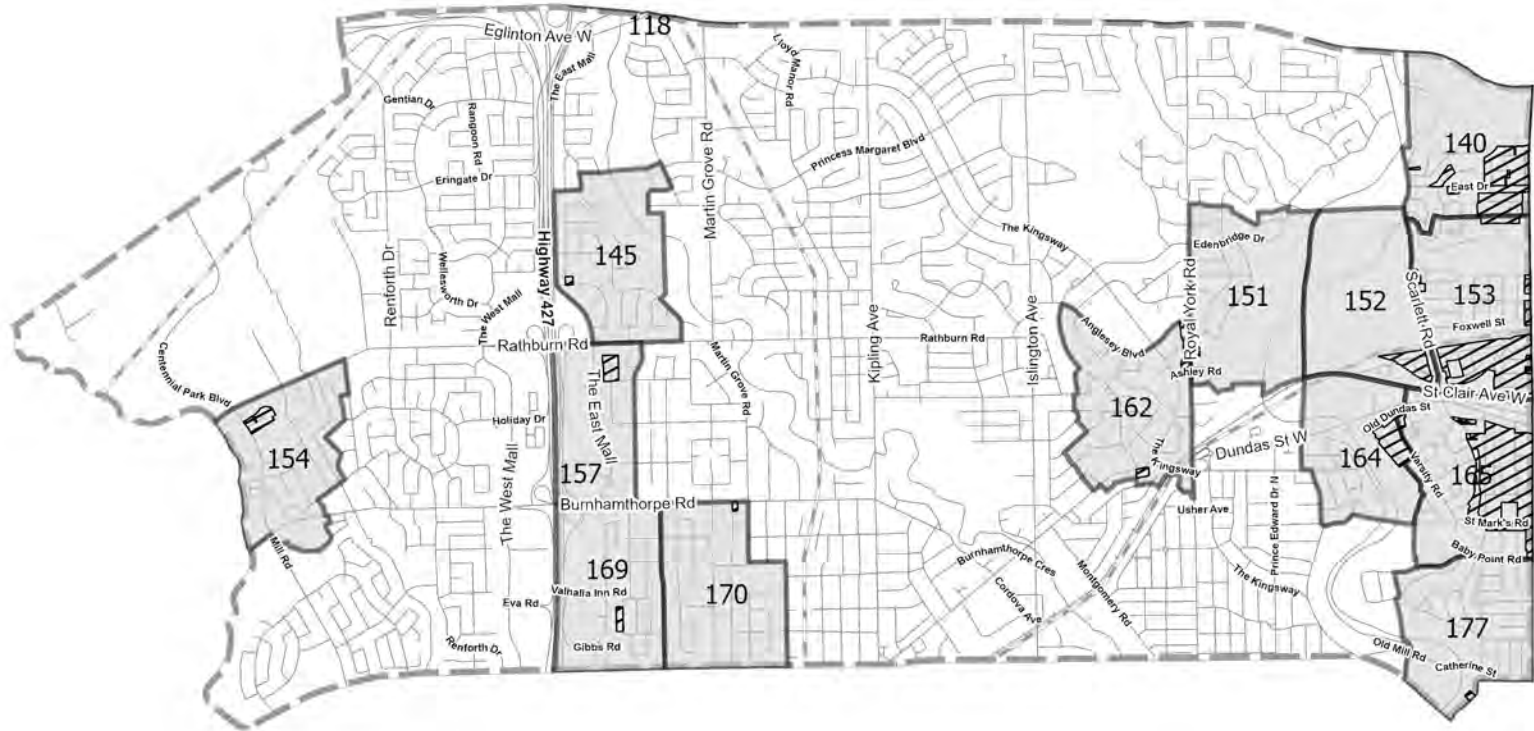 118
Eglinton Ave W
The East Mall
Lloyd Manor Rd
Gentian Dr
Rangoon Rd
Martin Grove Rd
Princess Margaret Blvd
140
Eringate Dr
East Dr
The Kingsway
Edenbridge Dr
145
Highway 427
Renforth Dr
Wellesworth Dr
The West Mall
151
152
153
Royal York Rd
Scarlett Rd
Foxwell St
Kipling Ave
Islington Ave
Rathburn Rd
Rathburn Rd
Anglesey Blvd
Ashley Rd
Centennial Park Blvd
The East Mall
Martin Grove Rd
St Clair Ave W
Old Dundas St
162
Holiday Dr
Dundas St W
154
157
The Kingsway
164
Varsity Rd
165
The West Mall
Burnhamthorpe Rd
Usher Ave
Prince Edward Dr N
St Mark's Rd
Mill Rd
Baby Point Rd
Burnhamthorpe Cres
169
170
Valhalla Inn Rd
Cordova Ave
Montgomery Rd
The Kingsway
Eva Rd
177
Renforth Dr
Gibbs Rd
Old Mill Rd
Catherine St